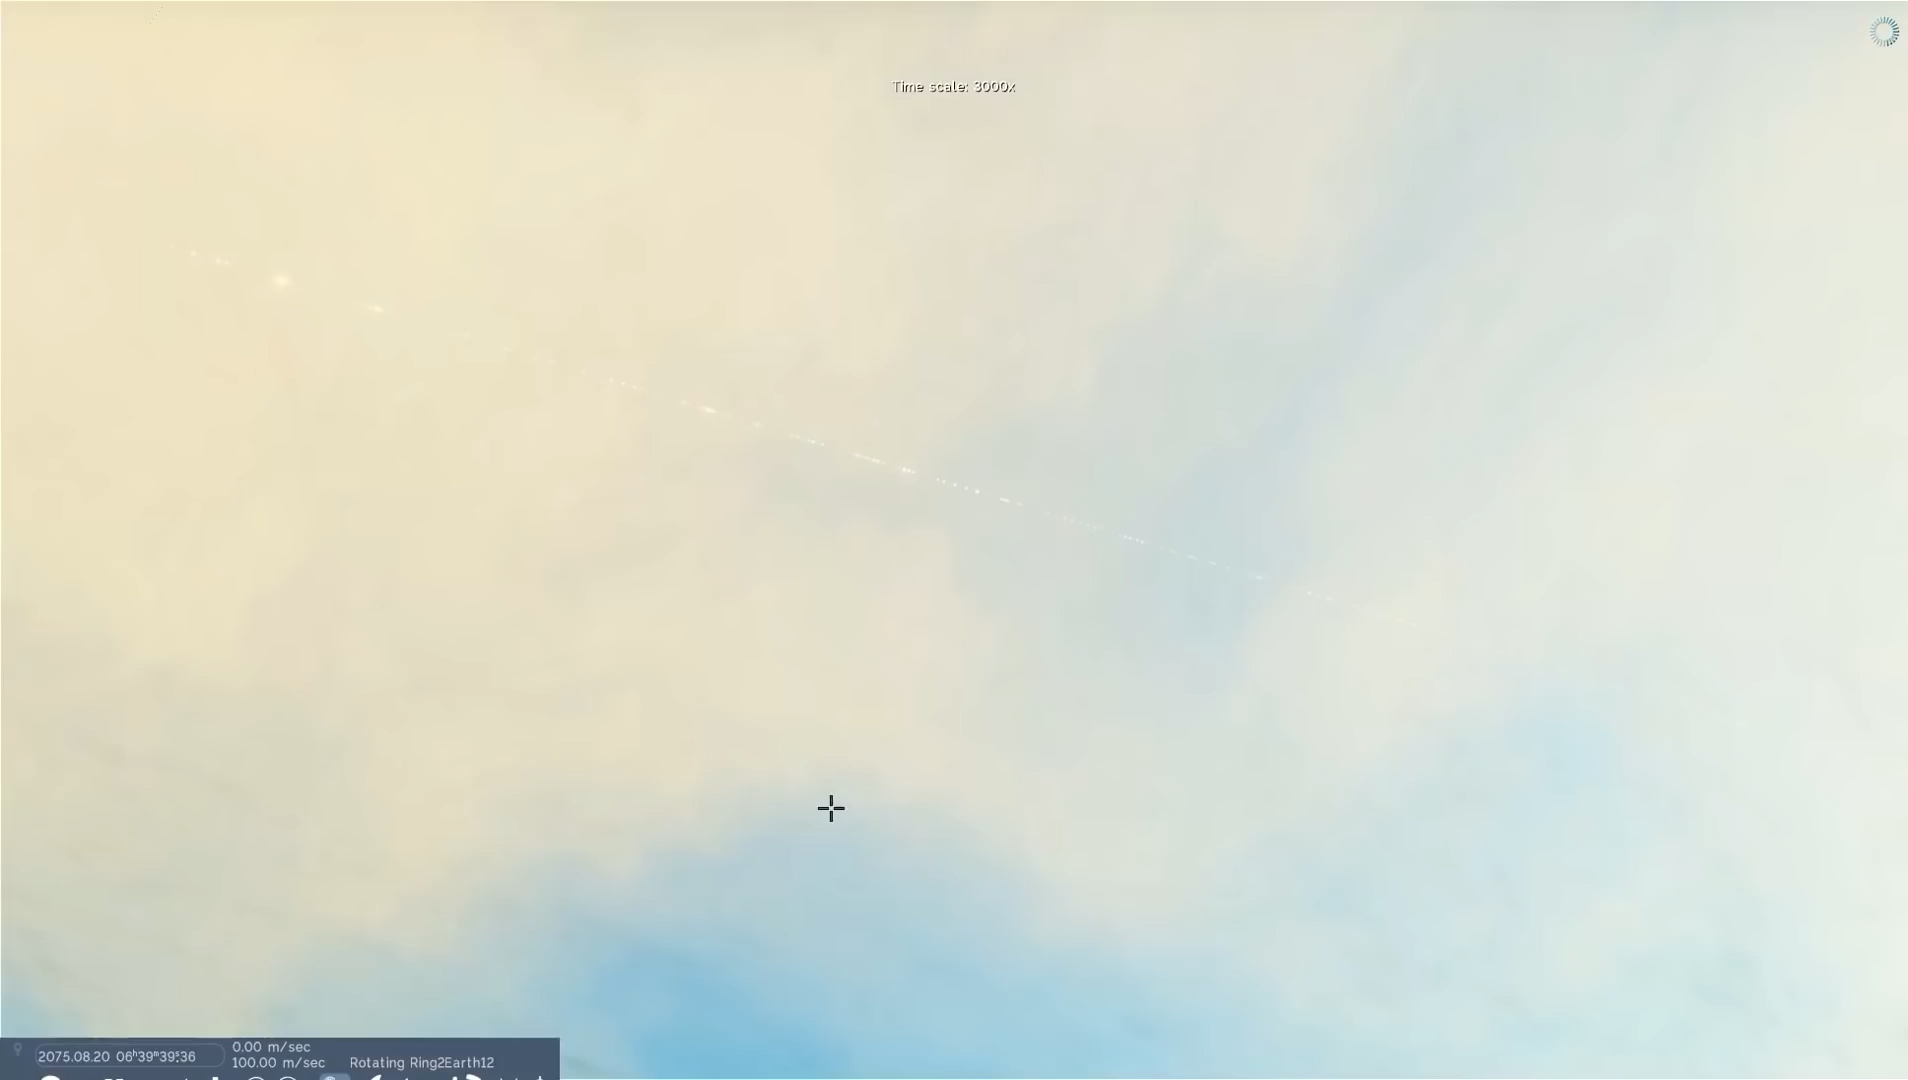 Time scale: 3000x
2075.08.20 06ʰ39ᵐ39ˢ36
0.00 m/sec
100.00 m/sec
Rotating Ring2Earth12